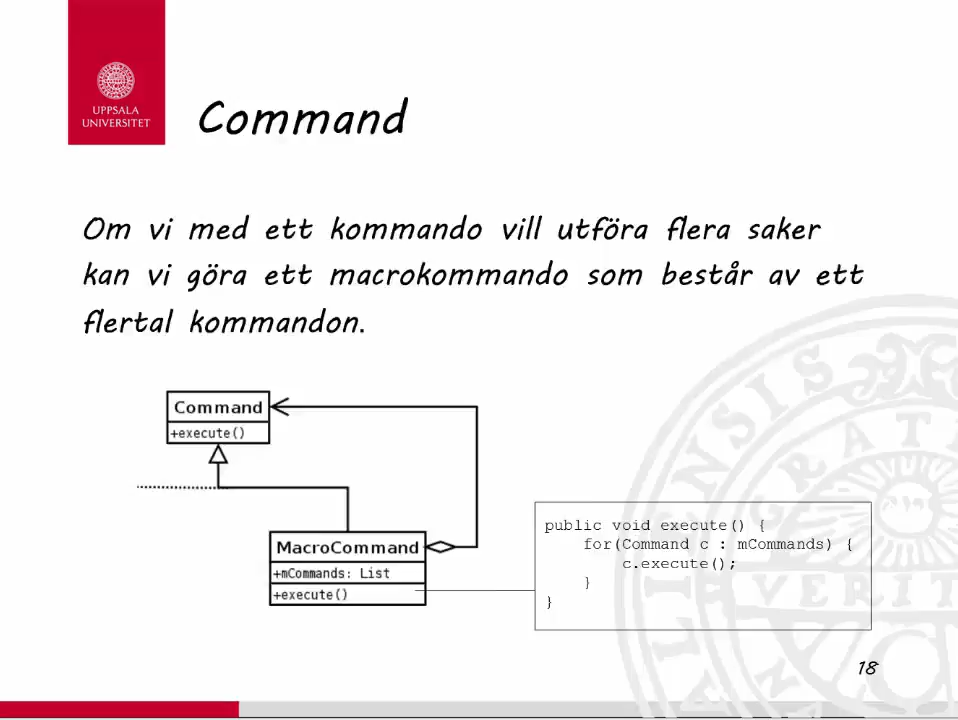 UPPSALA
UNIVERSITET
Command
Om vi med ett kommando vill utföra flera saker
kan vi göra ett macrokommando som består av ett
flertal kommandon.
Command
+execute()
MacroCommand
+mCommands: List
+execute()
public void execute() {
    for(Command c : mCommands) {
        c.execute();
    }
}
18